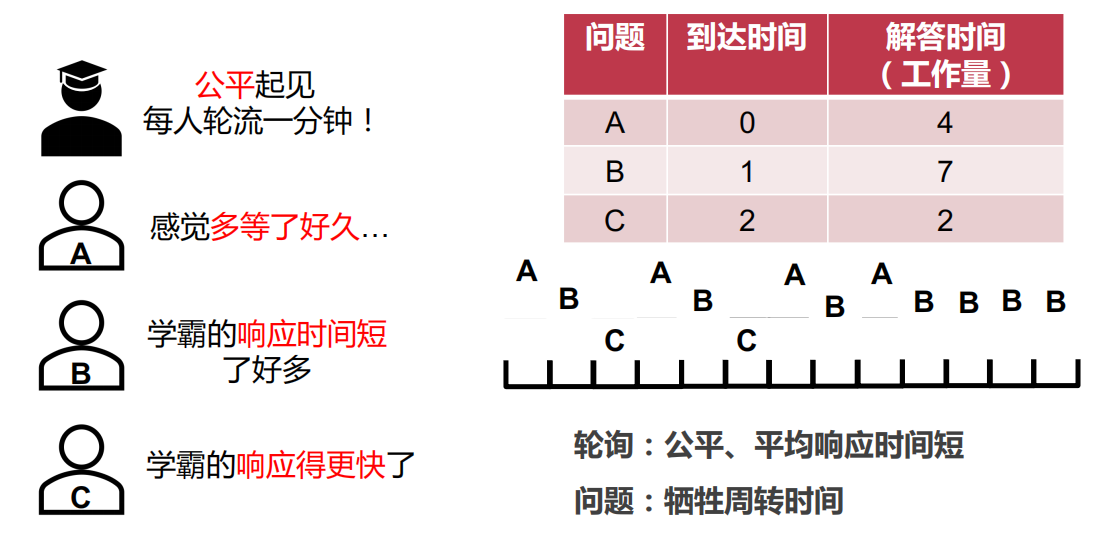 公平起见
每人轮流一分钟！
A
感觉多等了好久…
B
学霸的响应时间短
了好多
C
学霸的响应得更快了
问题 到达时间 解答时间
（工作量）
A 0 4
B 1 7
C 2 2
A B C A B C A B A B B B B
轮询：公平、平均响应时间短
问题：牺牲周转时间